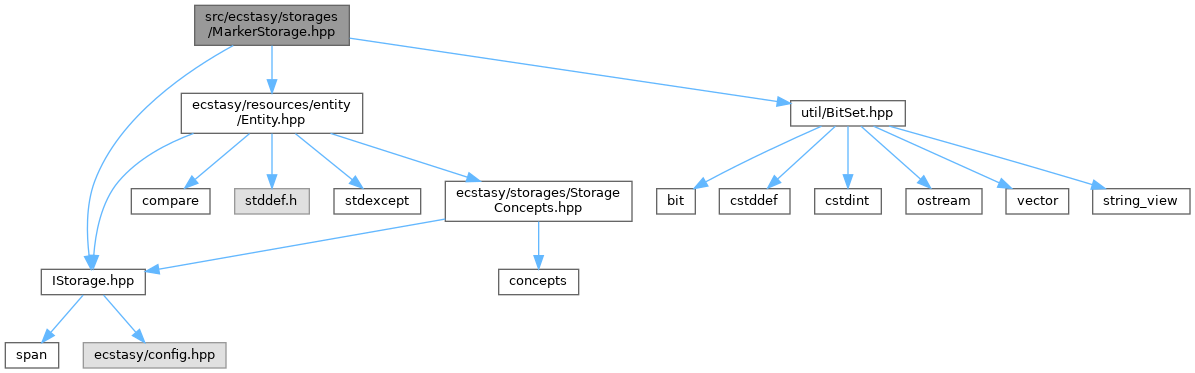 src/ecstasy/storages
/MarkerStorage.hpp
ecstasy/resources/entity
/Entity.hpp
util/BitSet.hpp
compare
stddef.h
stdexcept
ecstasy/storages/Storage
Concepts.hpp
bit
cstddef
cstdint
ostream
vector
string_view
IStorage.hpp
concepts
span
ecstasy/config.hpp